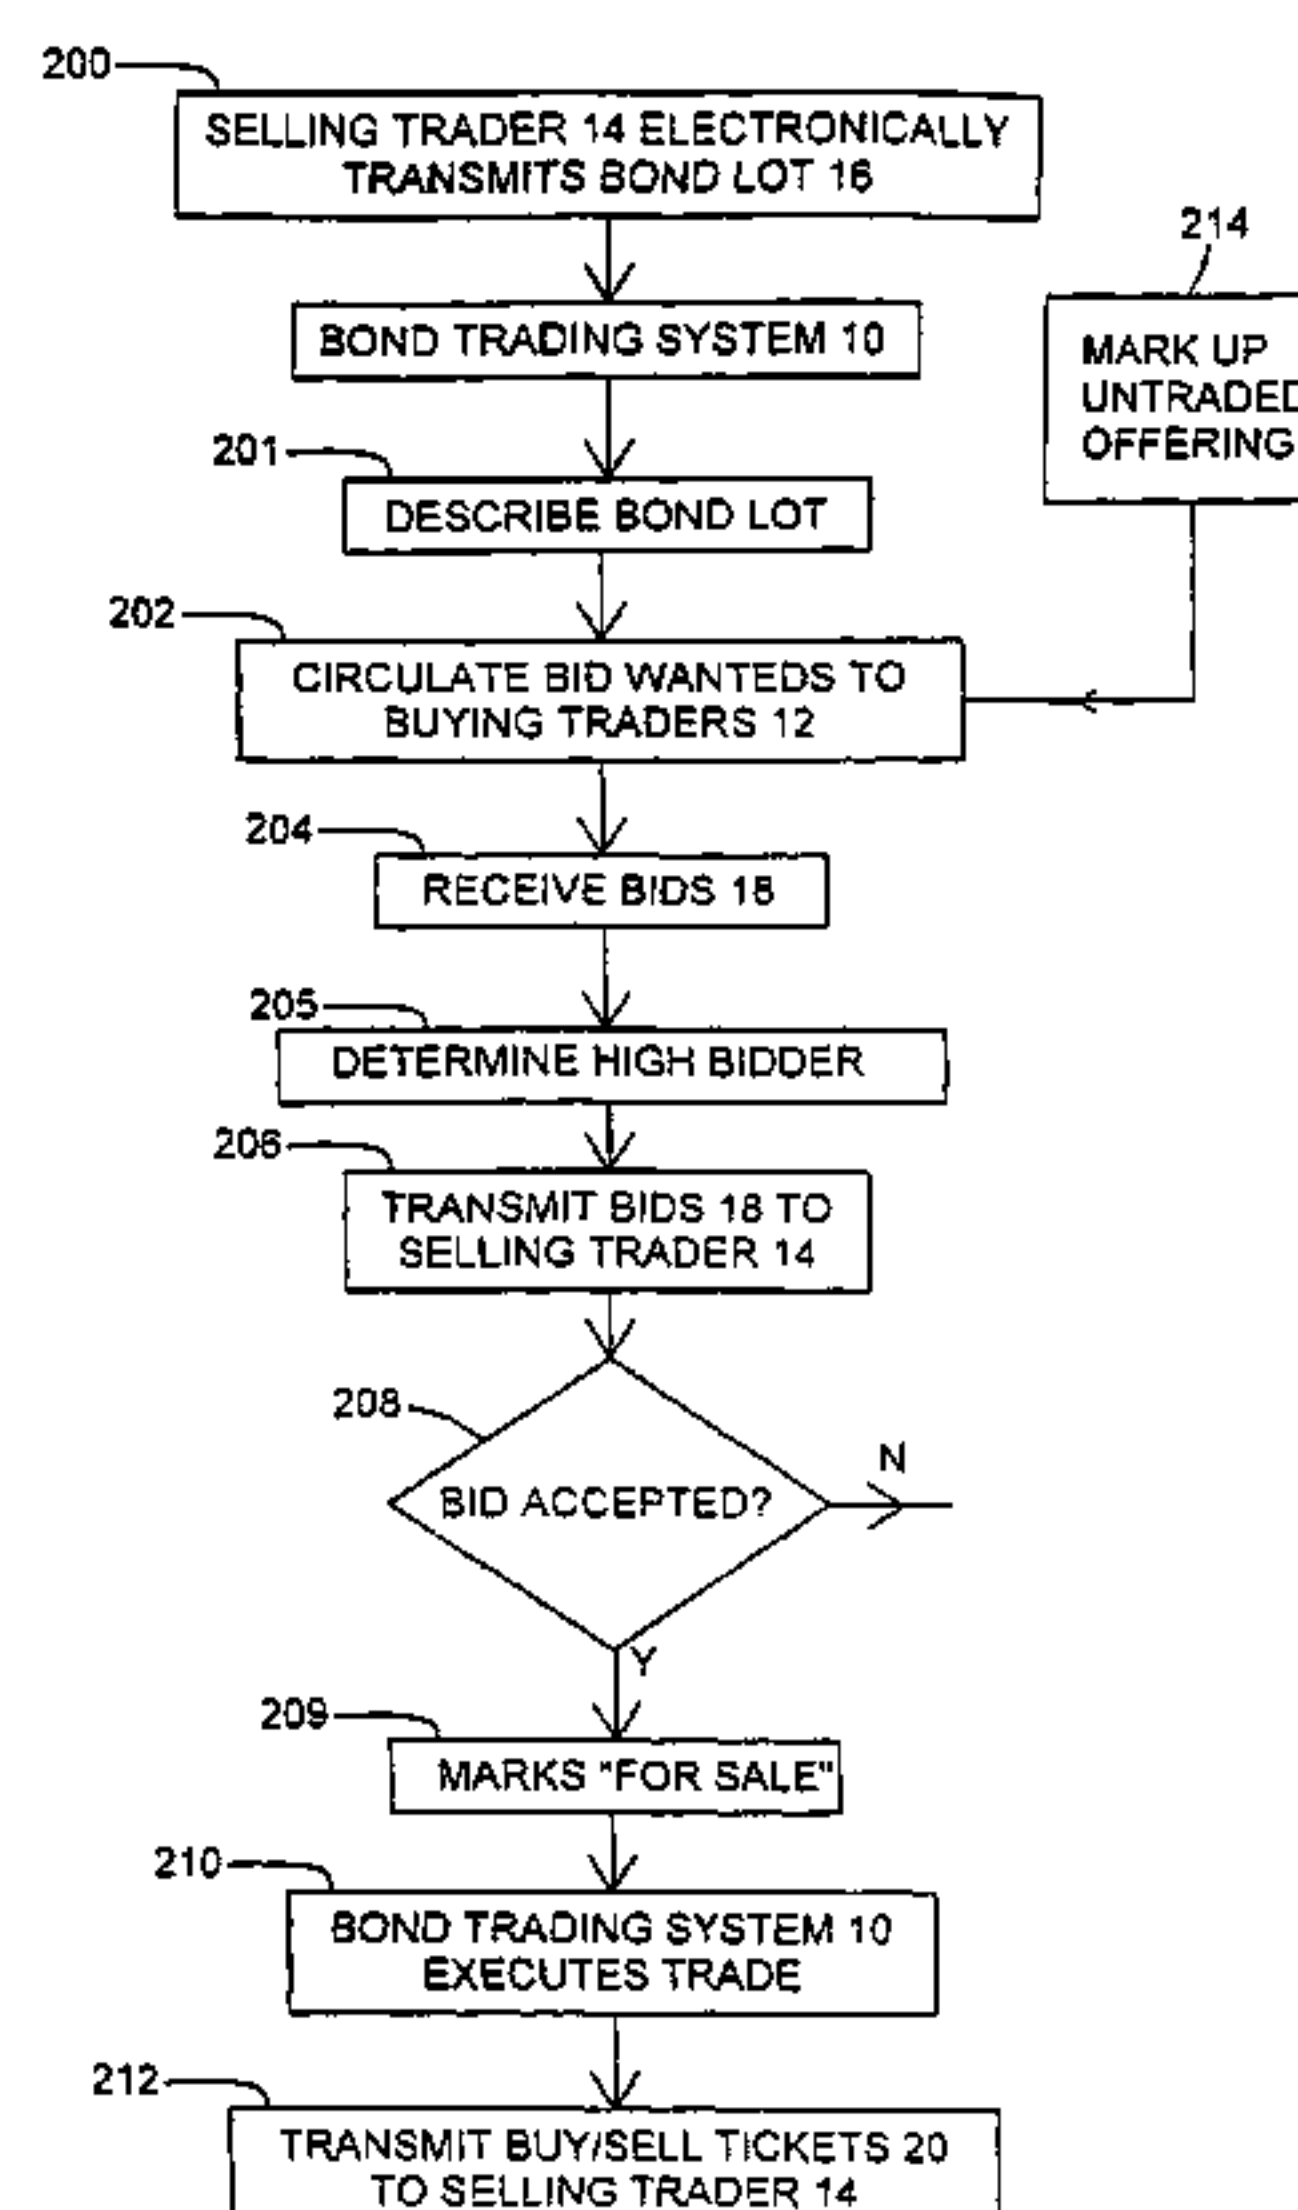 200
SELLING TRADER 14 ELECTRONICALLY
TRANSMITS BOND LOT 16
214
BOND TRADING SYSTEM 10
MARK UP
UNTRADED
OFFERING
201
DESCRIBE BOND LOT
202
CIRCULATE BID WANTEDS TO
BUYING TRADERS 12
204
RECEIVE BIDS 18
205
DETERMINE HIGH BIDDER
206
TRANSMIT BIDS 18 TO
SELLING TRADER 14
208
BID ACCEPTED?
N
Y
209
MARKS "FOR SALE"
210
BOND TRADING SYSTEM 10
EXECUTES TRADE
212
TRANSMIT BUY/SELL TICKETS 20
TO SELLING TRADER 14